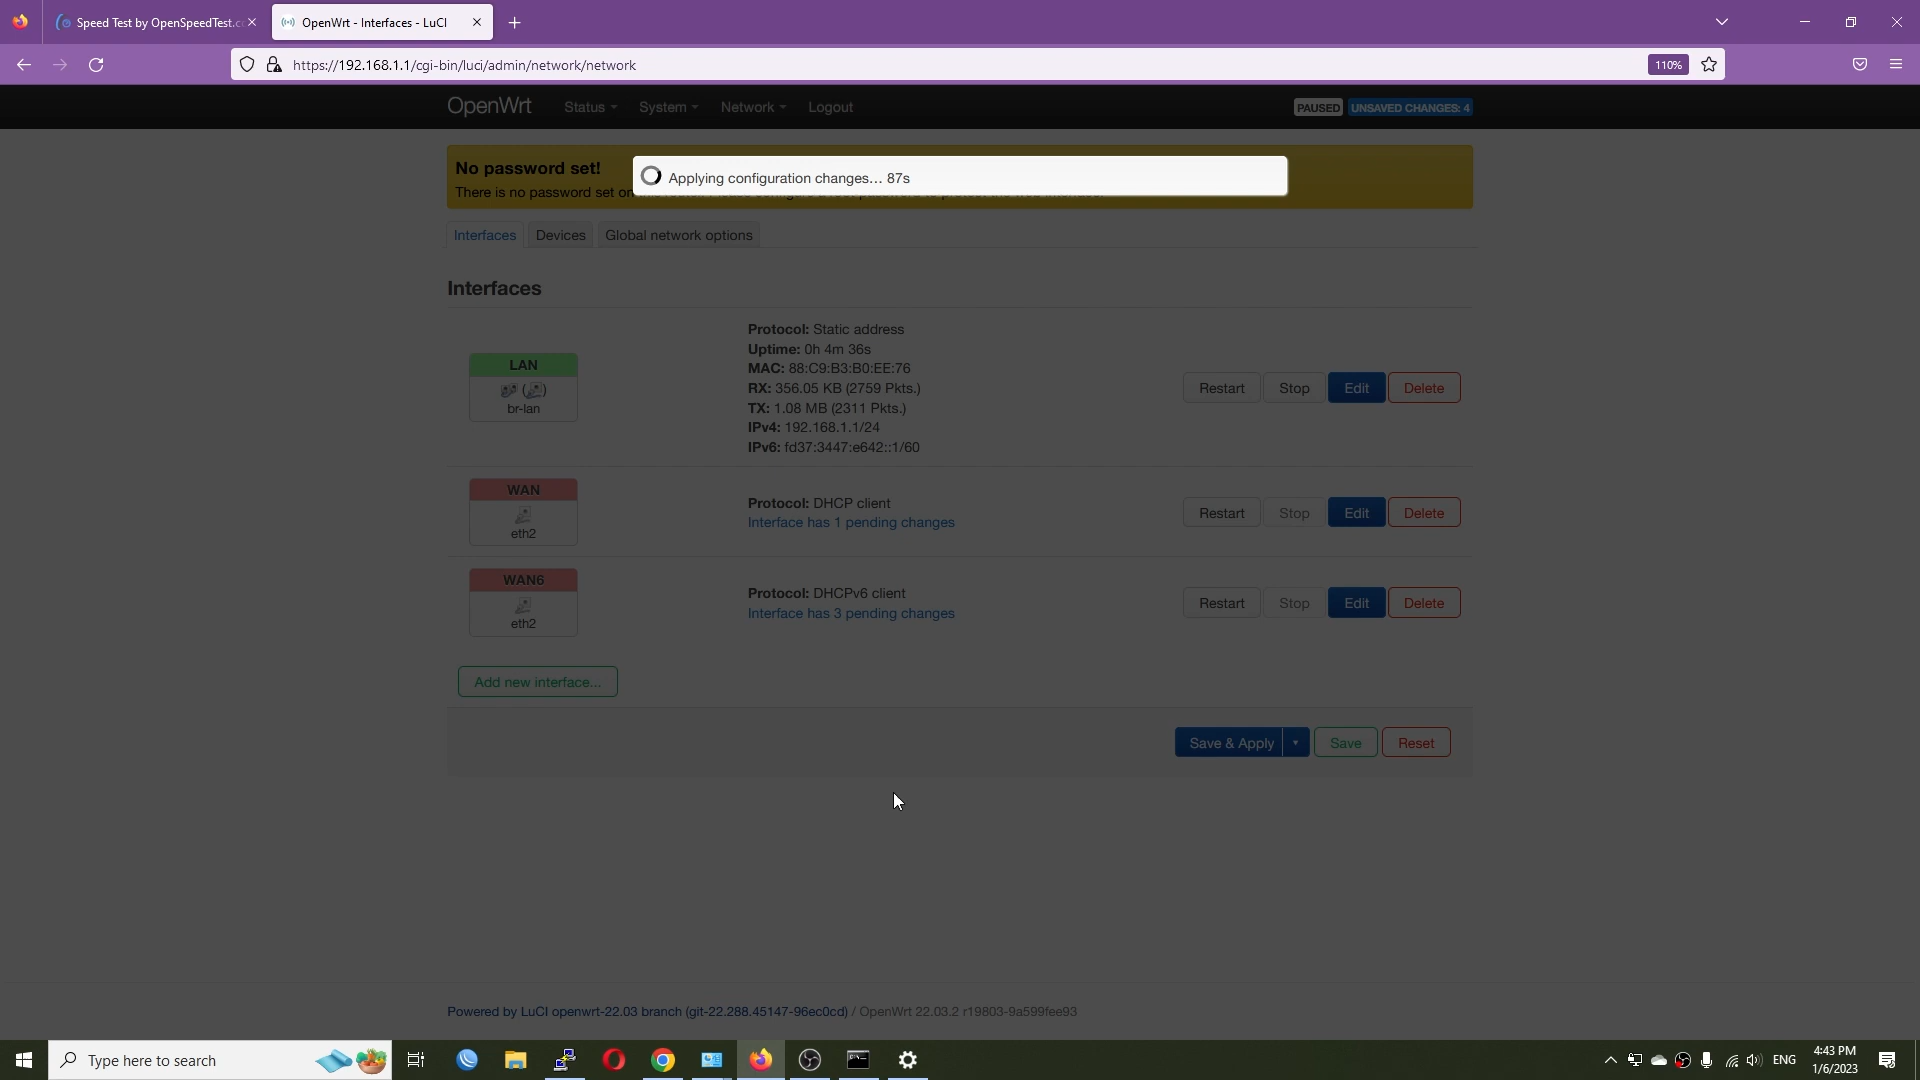 Speed Test by OpenSpeedTest.c
OpenWrt - Interfaces - LuCI
https://192.168.1.1/cgi-bin/luci/admin/network/network
110%
OpenWrt
Status
System
Network
Logout
PAUSED
UNSAVED CHANGES: 4
No password set!
There is no password set on
Applying configuration changes… 87s
Interfaces
Devices
Global network options
Interfaces
LAN
br-lan
Protocol: Static address
Uptime: 0h 4m 36s
MAC: 88:C9:B3:B0:EE:76
RX: 356.05 KB (2759 Pkts.)
TX: 1.08 MB (2311 Pkts.)
IPv4: 192.168.1.1/24
IPv6: fd37:3447:e642::1/60
Restart
Stop
Edit
Delete
WAN
eth2
Protocol: DHCP client
Interface has 1 pending changes
Restart
Stop
Edit
Delete
WAN6
eth2
Protocol: DHCPv6 client
Interface has 3 pending changes
Restart
Stop
Edit
Delete
Add new interface...
Save & Apply
Save
Reset
Powered by LuCI openwrt-22.03 branch (git-22.288.45147-96ec0cd) / OpenWrt 22.03.2 r19803-9a599fee93
Type here to search
ENG
4:43 PM
1/6/2023